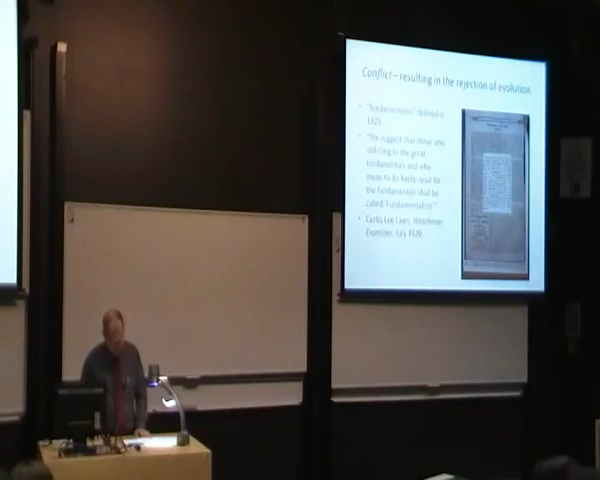 Conflict – resulting in the rejection of evolution
• "fundamentalist" defined in
1920
• "We suggest that those who
still cling to the great
fundamentals and who
mean to do battle royal for
the fundamentals shall be
called 'Fundamentalists'"
• Curtis Lee Laws, Watchman
Examiner, July 1920